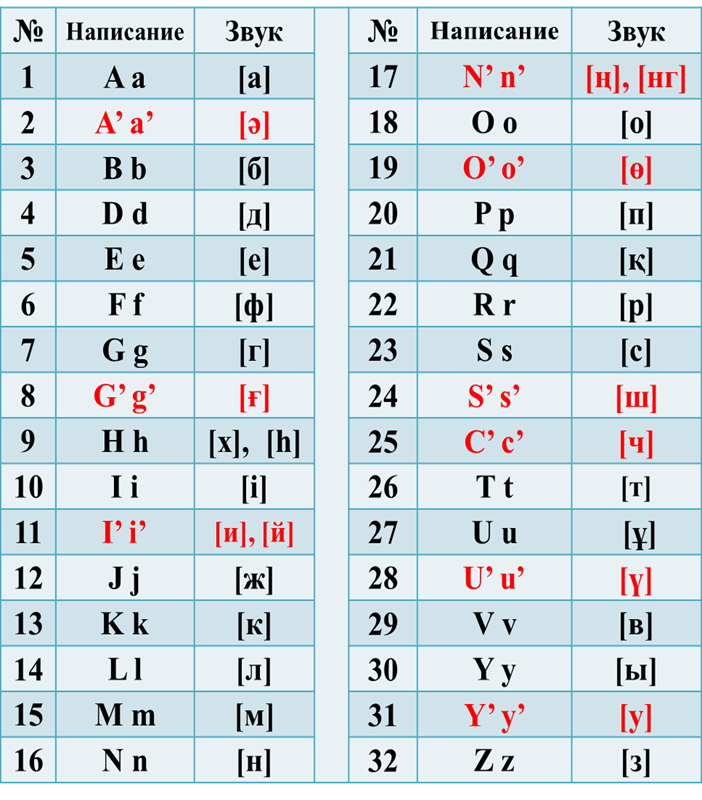 № Написание Звук № Написание Звук
1 A a [а] 17 N’ n’ [ң], [нг]
2 A’ a’ [ә] 18 O o [о]
3 B b [б] 19 O’ o’ [ө]
4 D d [д] 20 P p [п]
5 E e [е] 21 Q q [қ]
6 F f [ф] 22 R r [р]
7 G g [г] 23 S s [с]
8 G’ g’ [ғ] 24 S’ s’ [ш]
9 H h [х], [h] 25 C’ c’ [ч]
10 I i [і] 26 T t [т]
11 I’ i’ [и], [й] 27 U u [ұ]
12 J j [ж] 28 U’ u’ [ү]
13 K k [к] 29 V v [в]
14 L l [л] 30 Y y [ы]
15 M m [м] 31 Y’ y’ [у]
16 N n [н] 32 Z z [з]